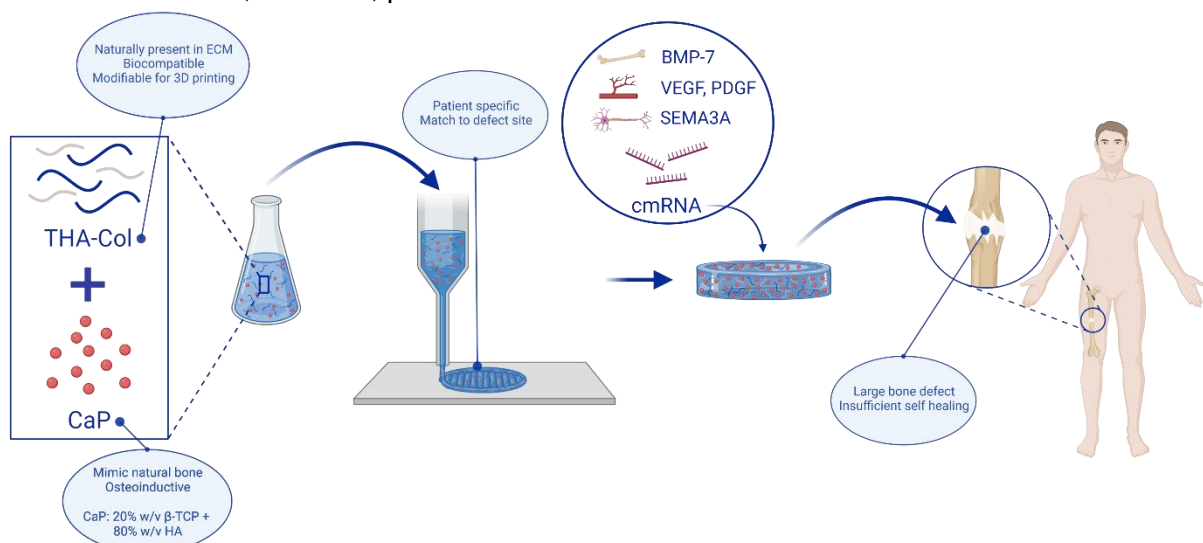 Naturally present in ECM
Biocompatible
Modifiable for 3D printing
THA-Col
CaP
Mimic natural bone
Osteoinductive
CaP: 20% w/v β-TCP +
80% w/v HA
Patient specific
Match to defect site
BMP-7
VEGF, PDGF
SEMA3A
cmRNA
Large bone defect
Insufficient self healing